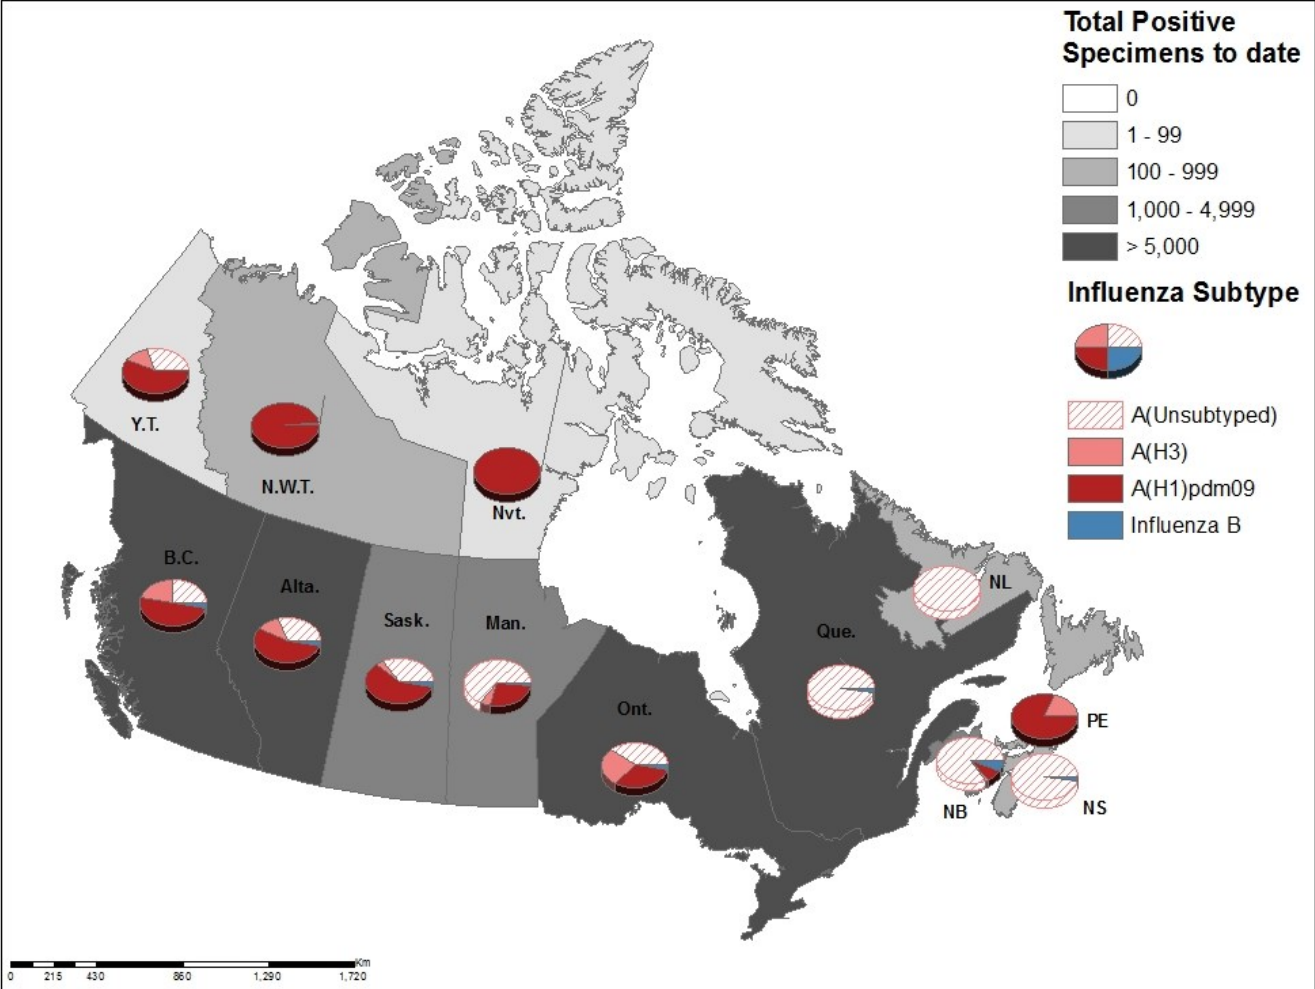 Total Positive
Specimens to date
0
1 - 99
100 - 999
1,000 - 4,999
> 5,000
Influenza Subtype
A(Unsubtyped)
A(H3)
A(H1)pdm09
Influenza B
Y.T.
N.W.T.
Nvt.
B.C.
Alta.
Sask.
Man.
Ont.
Que.
NL
PE
NB
NS
Km
0 215 430 860 1,290 1,720